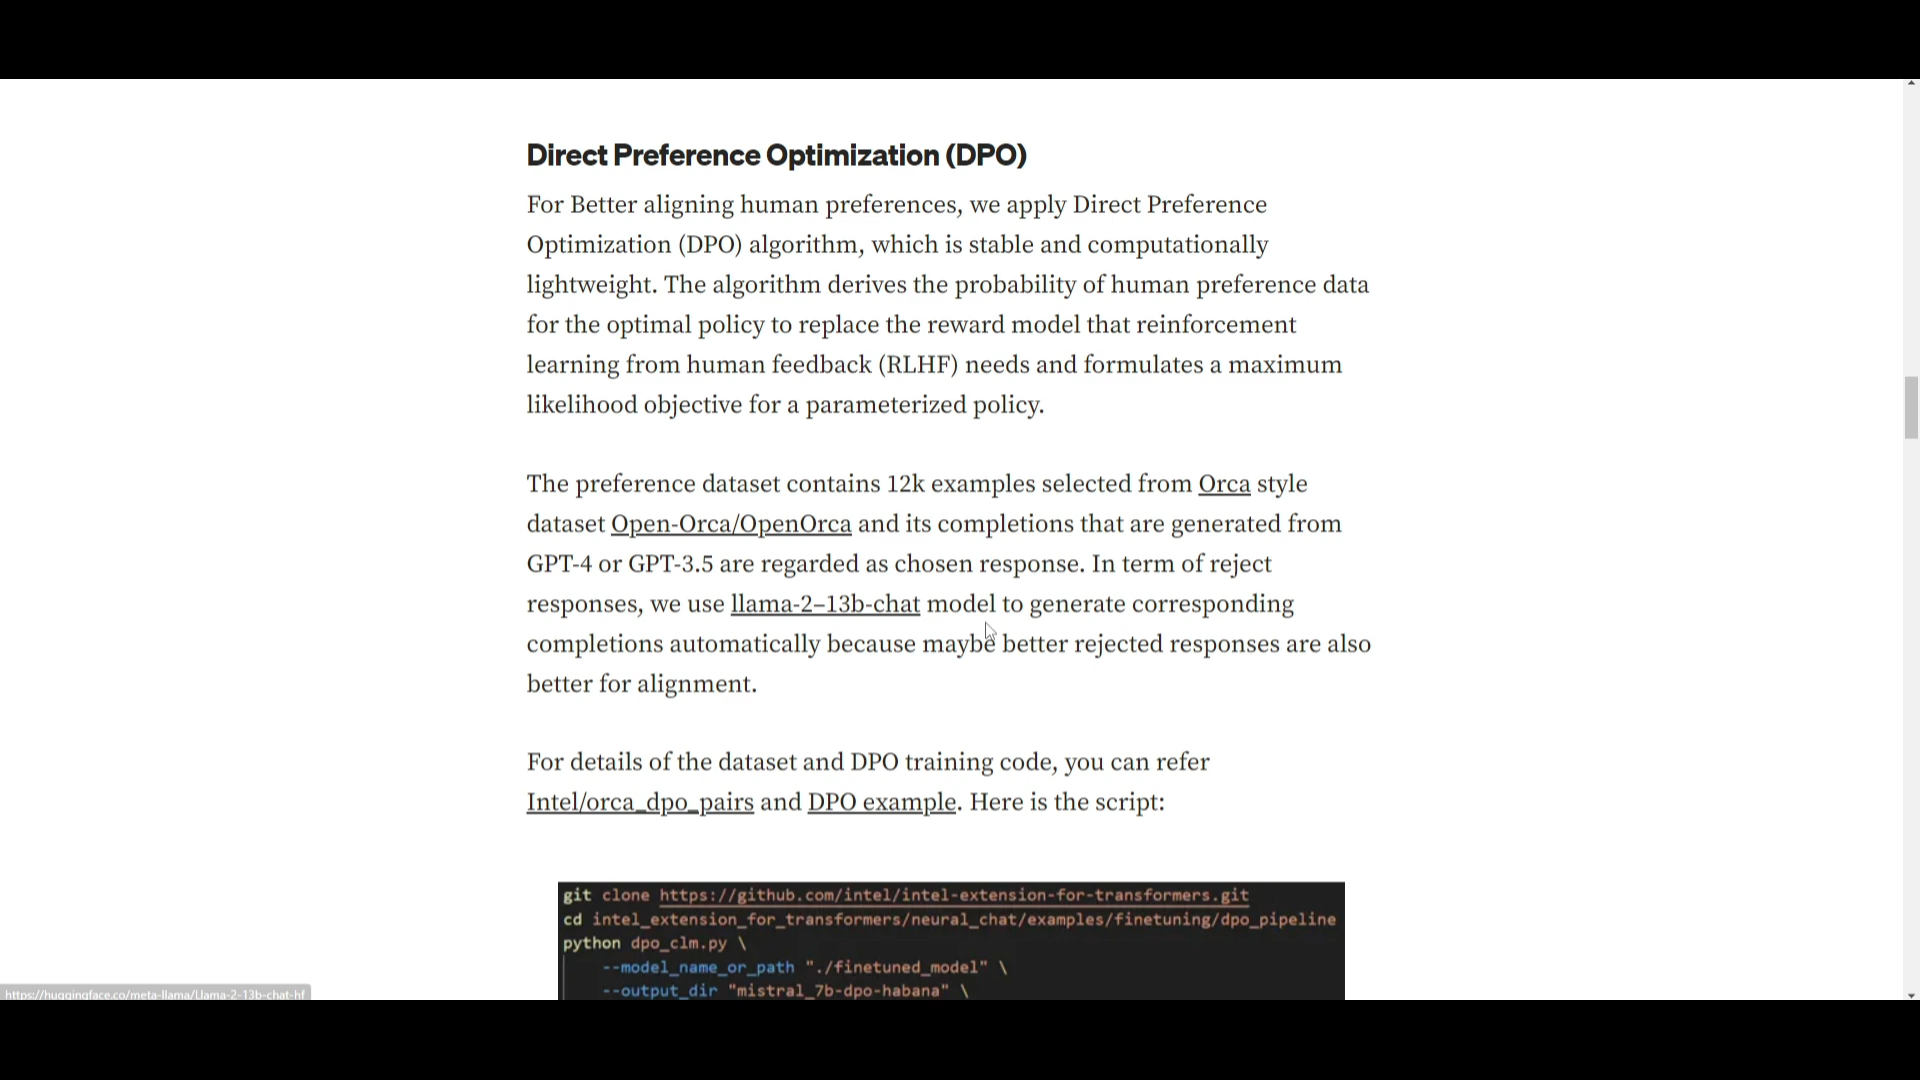 Direct Preference Optimization (DPO)
For Better aligning human preferences, we apply Direct Preference
Optimization (DPO) algorithm, which is stable and computationally
lightweight. The algorithm derives the probability of human preference data
for the optimal policy to replace the reward model that reinforcement
learning from human feedback (RLHF) needs and formulates a maximum
likelihood objective for a parameterized policy.
The preference dataset contains 12k examples selected from Orca style
dataset Open-Orca/OpenOrca and its completions that are generated from
GPT-4 or GPT-3.5 are regarded as chosen response. In term of reject
responses, we use llama-2–13b-chat model to generate corresponding
completions automatically because maybe better rejected responses are also
better for alignment.
For details of the dataset and DPO training code, you can refer
Intel/orca_dpo_pairs and DPO example. Here is the script:
git clone https://github.com/intel/intel-extension-for-transformers.git
cd intel_extension_for_transformers/neural_chat/examples/finetuning/dpo_pipeline
python dpo_clm.py \
--model_name_or_path "./finetuned_model" \
--output_dir "mistral_7b-dpo-habana" \
https://huggingface.co/meta-llama/Llama-2-13b-chat-hf